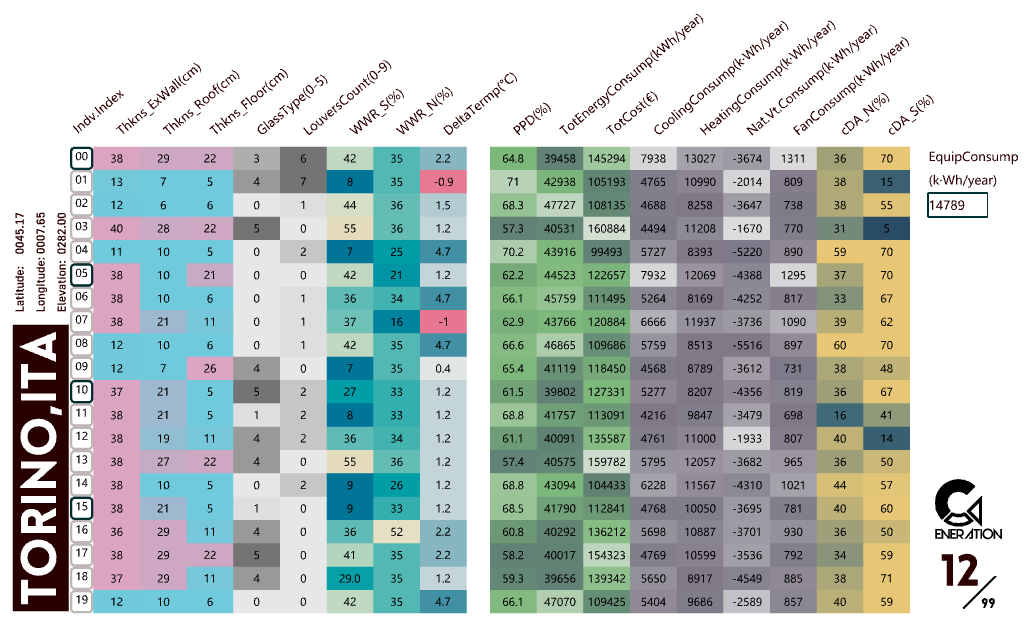 Indv.Index Thkns_ExWall(cm) Thkns_Roof(cm) Thkns_Floor(cm) GlassType(0-5) LouversCount(0-9) WWR_S(%) WWR_N(%) DeltaTermp(°C) PPD(%) TotEnergyConsump(kWh/year) TotCost(€) CoolingConsump(k·Wh/year) HeatingConsump(k·Wh/year) Nat.Vt.Consump(k·Wh/year) FanConsump(k·Wh/year) cDA_N(%) cDA_S(%)
00 38 29 22 3 6 42 35 2.2 64.8 39458 145294 7938 13027 -3674 1311 36 70
01 13 7 5 4 7 8 35 -0.9 71 42938 105193 4765 10990 -2014 809 38 15
02 12 6 6 0 1 44 36 1.5 68.3 47727 108135 4688 8258 -3647 738 38 55
03 40 28 22 5 0 55 36 1.2 57.3 40531 160884 4494 11208 -1670 770 31 5
04 11 10 5 0 2 7 25 4.7 70.2 43916 99493 5727 8393 -5220 890 59 70
05 38 10 21 0 0 42 21 1.2 62.2 44523 122657 7932 12069 -4388 1295 37 70
06 38 10 6 0 1 36 34 4.7 66.1 45759 111495 5264 8169 -4252 817 33 67
07 38 21 11 0 1 37 16 -1 62.9 43766 120884 6666 11937 -3736 1090 39 62
08 12 10 6 0 1 42 35 4.7 66.6 46865 109686 5759 8513 -5516 897 60 70
09 12 7 26 4 0 7 35 0.4 65.4 41119 118450 4568 8789 -3612 731 38 48
10 37 21 5 5 2 27 33 1.2 61.5 39802 127331 5277 8207 -4356 819 36 67
11 38 21 5 1 2 8 33 1.2 68.8 41757 113091 4216 9847 -3479 698 16 41
12 38 19 11 4 2 36 34 1.2 61.1 40091 135587 4761 11000 -1933 807 40 14
13 38 27 22 4 0 55 36 1.2 57.4 40575 159782 5795 12057 -3682 965 36 50
14 38 10 5 0 2 9 26 1.2 68.8 43094 104433 6228 11567 -4310 1021 44 57
15 38 21 5 1 0 9 33 1.2 68.5 41790 112841 4768 10050 -3695 781 40 60
16 36 29 11 4 0 36 52 2.2 60.8 40292 136212 5698 10887 -3701 930 36 50
17 38 29 22 5 0 41 35 2.2 58.2 40017 154323 4769 10599 -3536 792 34 59
18 37 29 11 4 0 29.0 35 1.2 59.3 39656 139342 5650 8917 -4549 885 38 71
19 12 10 6 0 0 42 35 4.7 66.1 47070 109425 5404 9686 -2589 857 40 59
EquipConsump
(k·Wh/year)
14789
Latitude: 0045.17
Longitude: 0007.65
Elevation: 0282.00
TORINO,ITA
ENERATION
12/99